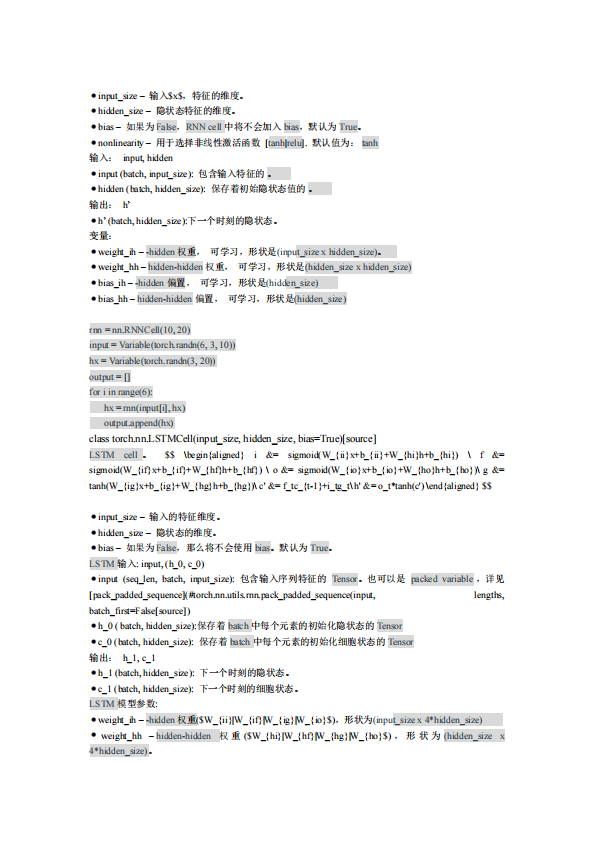 ● input_size – 输入$x$，特征的维度。
● hidden_size – 隐状态特征的维度。
● bias – 如果为 False，RNN cell 中将不会加入 bias，默认为 True。
● nonlinearity – 用于选择非线性激活函数 [tanh|relu]. 默认值为： tanh
输入： input, hidden
● input (batch, input_size): 包含输入特征的 。
● hidden (batch, hidden_size): 保存着初始隐状态值的 。
输出： h’
● h’ (batch, hidden_size):下一个时刻的隐状态。
变量：
● weight_ih – -hidden 权重， 可学习，形状是(input_size x hidden_size)。
● weight_hh – hidden-hidden 权重， 可学习，形状是(hidden_size x hidden_size)
● bias_ih – -hidden 偏置， 可学习，形状是(hidden_size)
● bias_hh – hidden-hidden 偏置， 可学习，形状是(hidden_size)
rnn = nn.RNNCell(10, 20)
input = Variable(torch.randn(6, 3, 10))
hx = Variable(torch.randn(3, 20))
output = []
for i in range(6):
hx = rnn(input[i], hx)
output.append(hx)
class torch.nn.LSTMCell(input_size, hidden_size, bias=True)[source]
LSTM cell 。 $$ \begin{aligned} i &= sigmoid(W_{ii}x+b_{ii}+W_{hi}h+b_{hi}) \ f &=
sigmoid(W_{if}x+b_{if}+W_{hf}h+b_{hf}) \ o &= sigmoid(W_{io}x+b_{io}+W_{ho}h+b_{ho})\ g &=
tanh(W_{ig}x+b_{ig}+W_{hg}h+b_{hg})\ c' &= f_tc_{t-1}+i_tg_t\ h' &= o_t*tanh(c') \end{aligned} $$
● input_size – 输入的特征维度。
● hidden_size – 隐状态的维度。
● bias – 如果为 False，那么将不会使用 bias。默认为 True。
LSTM 输入: input, (h_0, c_0)
● input (seq_len, batch, input_size): 包含输入序列特征的 Tensor。也可以是 packed variable ，详见
[pack_padded_sequence](#torch.nn.utils.rnn.pack_padded_sequence(input, lengths,
batch_first=False[source])
● h_0 ( batch, hidden_size):保存着 batch 中每个元素的初始化隐状态的 Tensor
● c_0 (batch, hidden_size): 保存着 batch 中每个元素的初始化细胞状态的 Tensor
输出： h_1, c_1
● h_1 (batch, hidden_size): 下一个时刻的隐状态。
● c_1 (batch, hidden_size): 下一个时刻的细胞状态。
LSTM 模型参数:
● weight_ih – -hidden 权重($W_{ii}|W_{if}|W_{ig}|W_{io}$)，形状为(input_size x 4*hidden_size)
● weight_hh – hidden-hidden 权重($W_{hi}|W_{hf}|W_{hg}|W_{ho}$)，形状为(hidden_size x
4*hidden_size)。